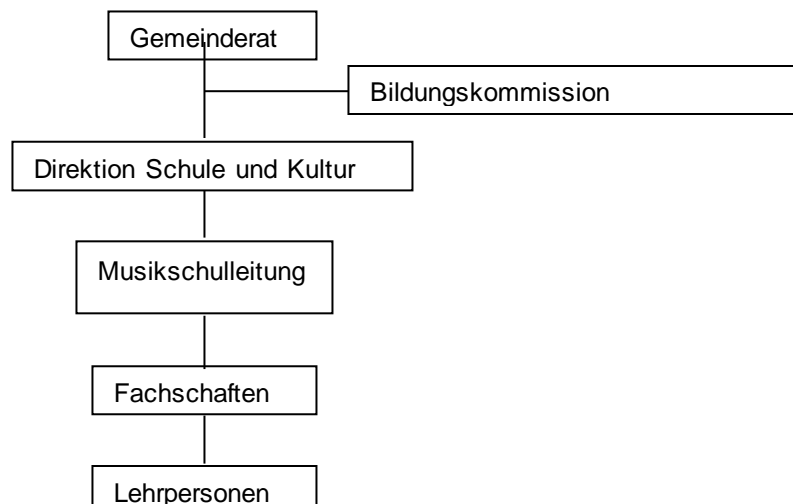 Gemeinderat
Bildungskommission
Direktion Schule und Kultur
Musikschulleitung
Fachschaften
Lehrpersonen